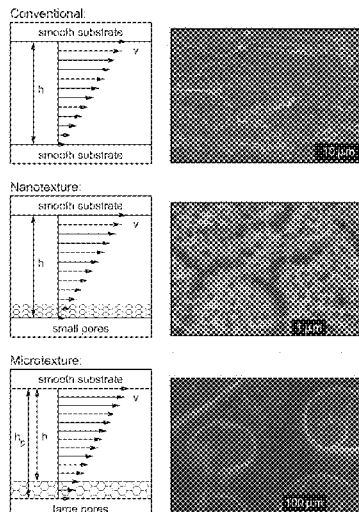 Conventional:
smooth substrate
v
h
smooth substrate
10 µm
Nanotexture:
smooth substrate
v
h
small pores
1 µm
Microtexture:
smooth substrate
v
hp
h
large pores
100 µm